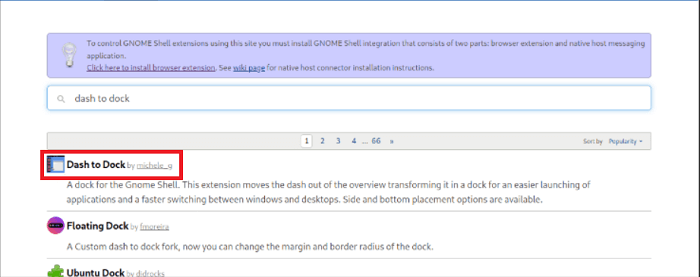 To control GNOME Shell extensions using this site you must install GNOME Shell integration that consists of two parts: browser extension and native host messaging
application.
Click here to install browser extension. See wiki page for native host connector installation instructions.
dash to dock
1 2 3 4 ... 66 » Sort by Popularity
Dash to Dock by michele_g
A dock for the Gnome Shell. This extension moves the dash out of the overview transforming it in a dock for an easier launching of
applications and a faster switching between windows and desktops. Side and bottom placement options are available.
Floating Dock by fmoreira
A Custom dash to dock fork, now you can change the margin and border radius of the dock.
Ubuntu Dock by didrocks